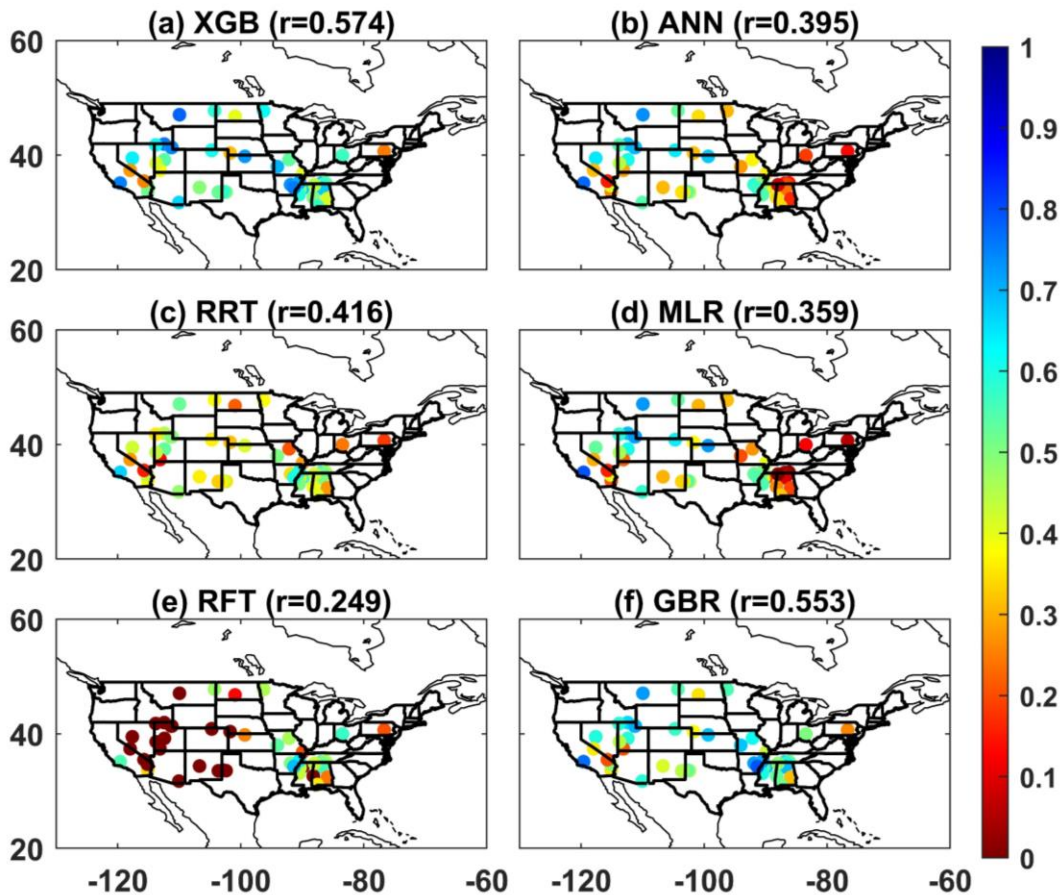 (a) XGB (r=0.574)
(b) ANN (r=0.395)
60
40
20
(c) RRT (r=0.416)
(d) MLR (r=0.359)
60
40
20
(e) RFT (r=0.249)
(f) GBR (r=0.553)
60
40
20
-120 -100 -80 -60
-120 -100 -80 -60
1
0.9
0.8
0.7
0.6
0.5
0.4
0.3
0.2
0.1
0